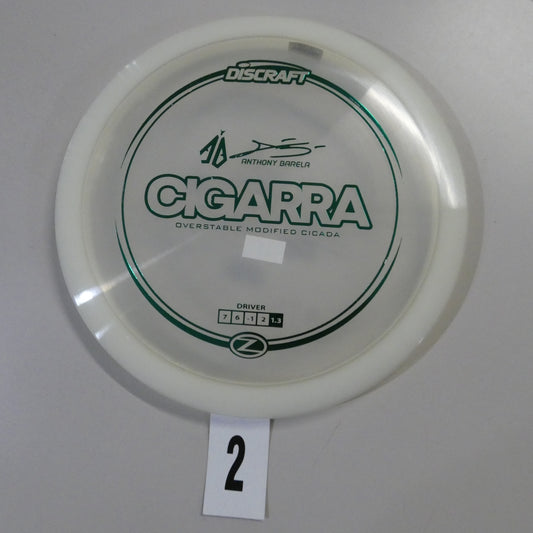 DISCRAFT
ANTHONY BARELA
CIGARRA
OVERSTABLE MODIFIED CICADA
DRIVER
7 6 -1 2 1.3
Z
2